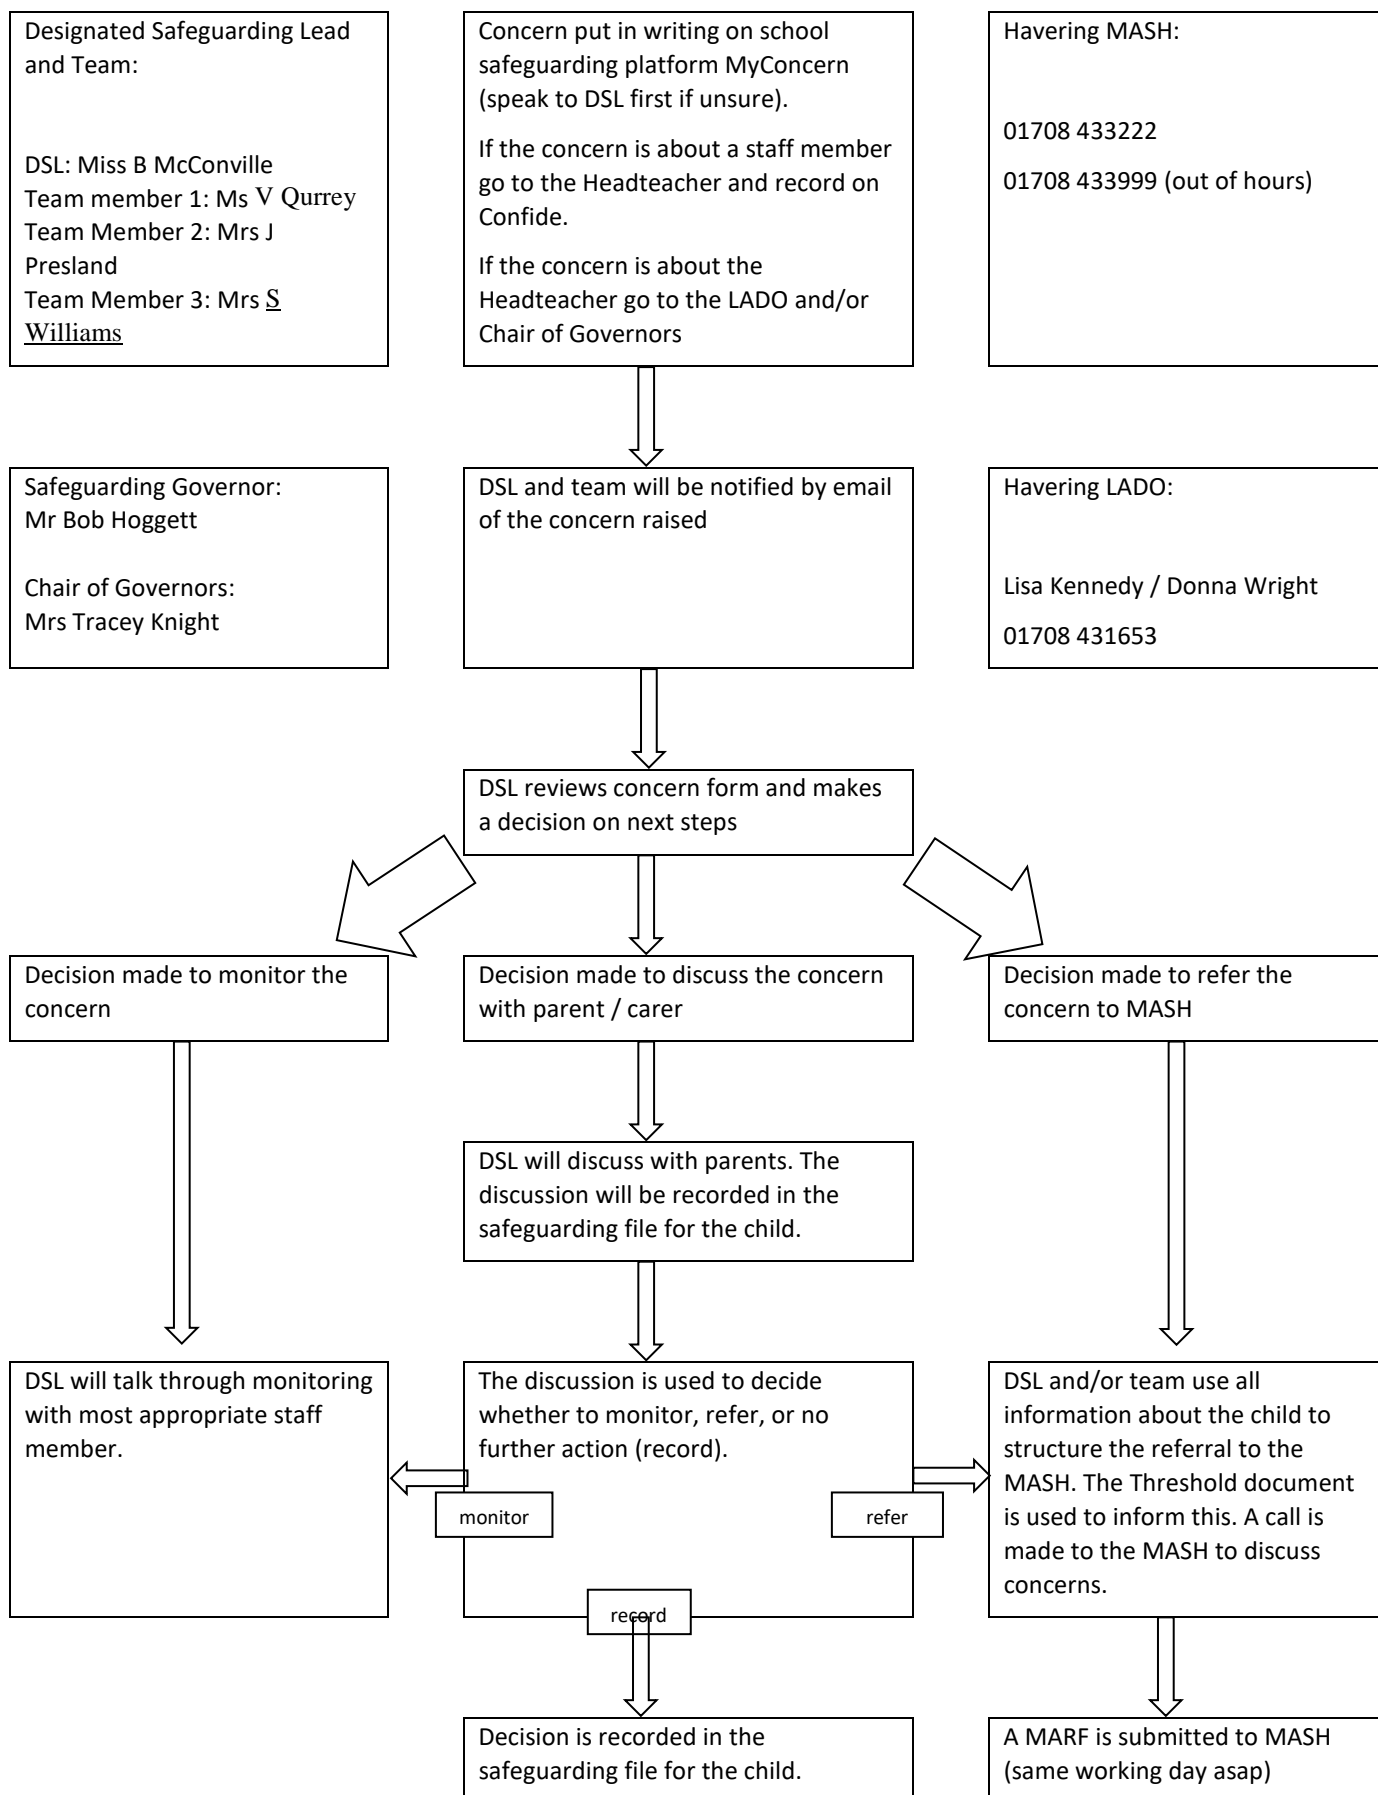 Designated Safeguarding Lead
and Team:
DSL: Miss B McConville
Team member 1: Ms V Qurrey
Team Member 2: Mrs J
Presland
Team Member 3: Mrs S
Williams
Concern put in writing on school
safeguarding platform MyConcern
(speak to DSL first if unsure).
If the concern is about a staff member
go to the Headteacher and record on
Confide.
If the concern is about the
Headteacher go to the LADO and/or
Chair of Governors
Havering MASH:
01708 433222
01708 433999 (out of hours)
Safeguarding Governor:
Mr Bob Hoggett
Chair of Governors:
Mrs Tracey Knight
DSL and team will be notified by email
of the concern raised
Havering LADO:
Lisa Kennedy / Donna Wright
01708 431653
DSL reviews concern form and makes
a decision on next steps
Decision made to monitor the
concern
Decision made to discuss the concern
with parent / carer
Decision made to refer the
concern to MASH
DSL will discuss with parents. The
discussion will be recorded in the
safeguarding file for the child.
DSL will talk through monitoring
with most appropriate staff
member.
The discussion is used to decide
whether to monitor, refer, or no
further action (record).
monitor
refer
record
DSL and/or team use all
information about the child to
structure the referral to the
MASH. The Threshold document
is used to inform this. A call is
made to the MASH to discuss
concerns.
Decision is recorded in the
safeguarding file for the child.
A MARF is submitted to MASH
(same working day asap)